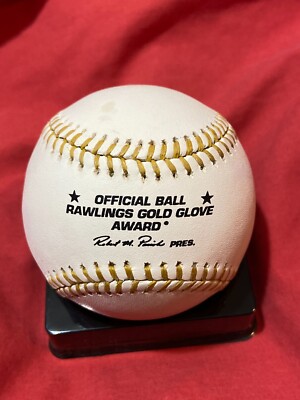 ★ OFFICIAL BALL ★
RAWLINGS GOLD GLOVE
AWARD®
PRES.